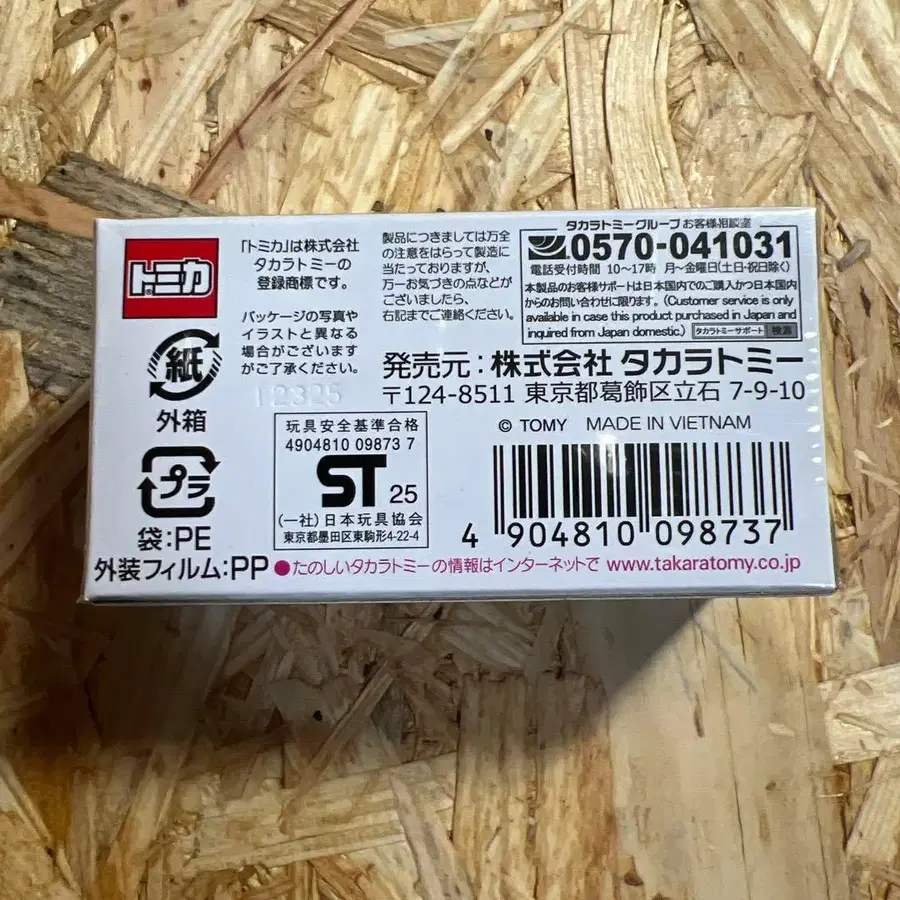 トミカ
「トミカ」は株式会社
タカラトミーの
登録商標です。
パッケージの写真や
イラストと異なる
場合がございます
がご了承ください。
12325
紙
外箱
プラ
袋:PE
外装フィルム:PP
製品につきましては万全
の注意をはらって製造に
当たっておりますが、
万一お気づきの点などが
ございましたら、
右記までご連絡ください。
タカラトミーグループ お客様相談室
0570-041031
電話受付時間 10〜17時 月〜金曜日(土日・祝日除く)
本製品のお客様サポートは日本国内でのご購入かつ日本国内
からのお問い合わせに限ります。(Customer service is only
available in case this product purchased in Japan and
inquired from Japan domestic.) タカラトミーサポート 検索
発売元:株式会社 タカラトミー
〒124-8511 東京都葛飾区立石 7-9-10
© TOMY MADE IN VIETNAM
玩具安全基準合格
4904810 09873 7
ST 25
(一社)日本玩具協会
東京都墨田区東駒形4-22-4
4 904810 098737
●たのしいタカラトミーの情報はインターネットで www.takaratomy.co.jp